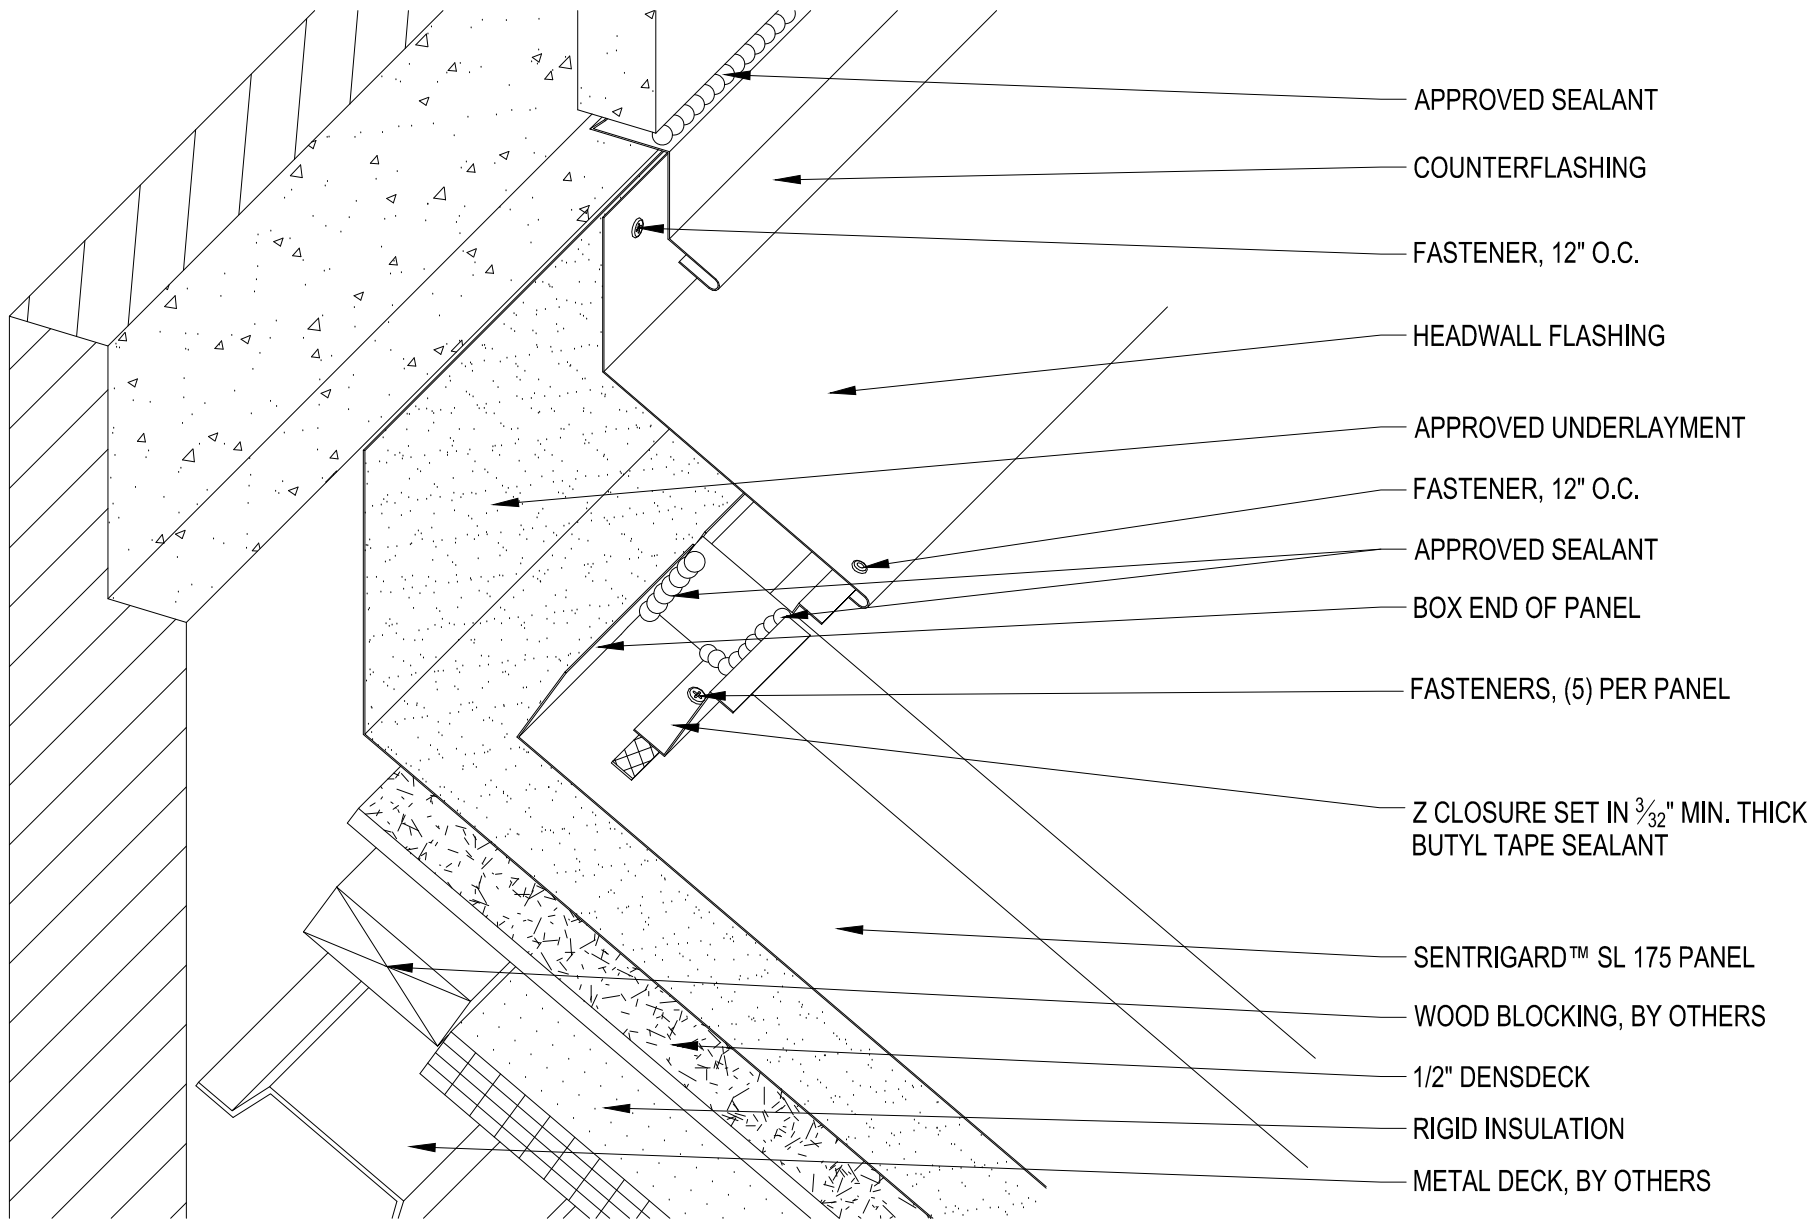 APPROVED SEALANT
COUNTERFLASHING
FASTENER, 12" O.C.
HEADWALL FLASHING
APPROVED UNDERLAYMENT
FASTENER, 12" O.C.
APPROVED SEALANT
BOX END OF PANEL
FASTENERS, (5) PER PANEL
Z CLOSURE SET IN 3/32" MIN. THICK
BUTYL TAPE SEALANT
SENTRIGARD™ SL 175 PANEL
WOOD BLOCKING, BY OTHERS
1/2" DENSDECK
RIGID INSULATION
METAL DECK, BY OTHERS